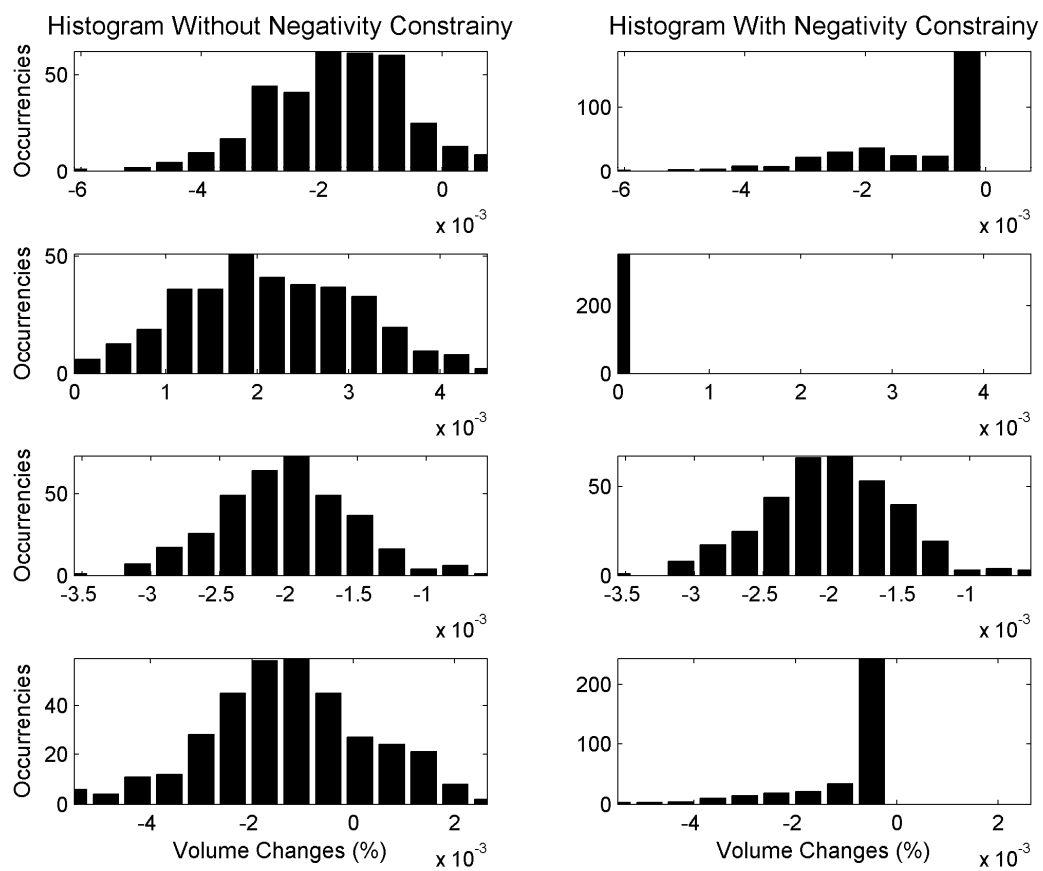 Histogram Without Negativity Constrainy Histogram With Negativity Constrainy
Occurrencies
50
0
-6 -4 -2 0
x 10-3
100
0
-6 -4 -2 0
x 10-3
Occurrencies
50
0
0 1 2 3 4
x 10-3
200
0
0 1 2 3 4
x 10-3
Occurrencies
50
0
-3.5 -3 -2.5 -2 -1.5 -1
x 10-3
50
0
-3.5 -3 -2.5 -2 -1.5 -1
x 10-3
Occurrencies
40
20
0
-4 -2 0 2
Volume Changes (%) x 10-3
200
100
0
-4 -2 0 2
Volume Changes (%) x 10-3